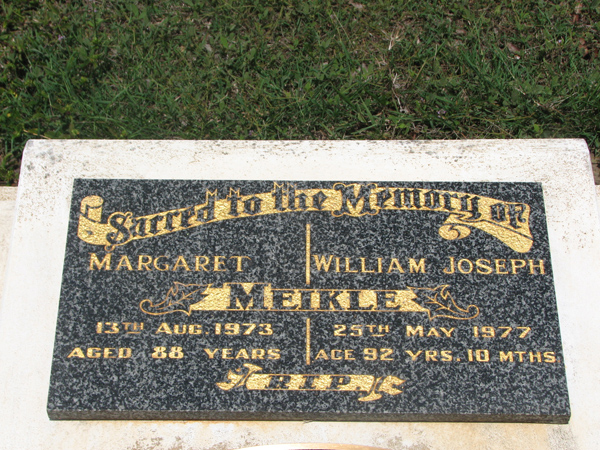 Sacred to the Memory of
MARGARET WILLIAM JOSEPH
MEIKLE
13TH AUG. 1973 25TH MAY 1977
AGED 88 YEARS AGE 92 YRS. 10 MTHS
R.I.P.